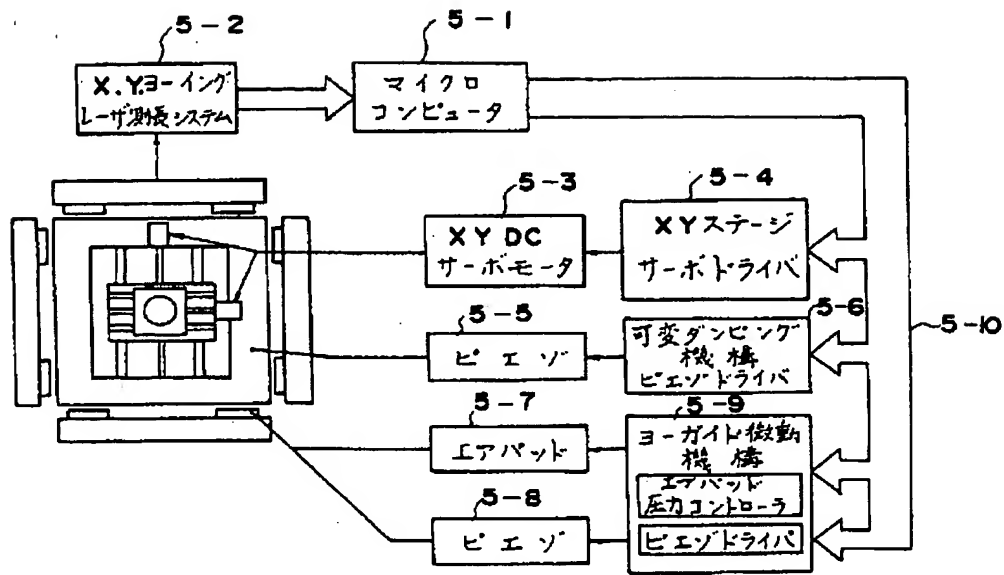 5-2
X.Y.ヨーイング
レーザ測長システム
5-1
マイクロ
コンピュータ
5-3
XY DC
サーボモータ
5-4
XYステージ
サーボドライバ
5-5
ピエゾ
5-6
可変ダンピング
機構
ピエゾドライバ
5-10
5-7
エアパッド
5-9
ヨーガイド微動
機構
エアパッド
圧力コントローラ
ピエゾドライバ
5-8
ピエゾ